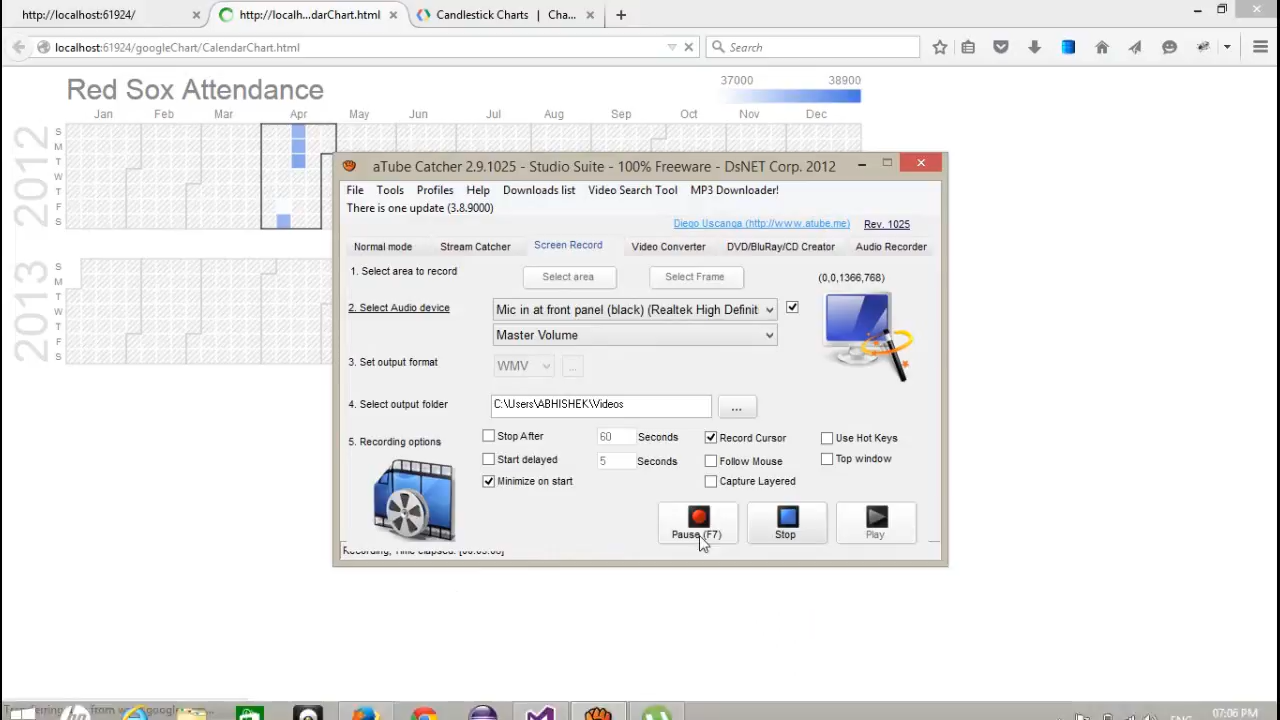 http://localhost:61924/
http://localh...darChart.html
Candlestick Charts | Cha...
localhost:61924/googleChart/CalendarChart.html
Search
Red Sox Attendance
37000 38900
Jan Feb Mar Apr May Jun Jul Aug Sep Oct Nov Dec
2012
S
M
T
W
T
F
S
2013
S
M
T
W
T
F
S
aTube Catcher 2.9.1025 - Studio Suite - 100% Freeware - DsNET Corp. 2012
File Tools Profiles Help Downloads list Video Search Tool MP3 Downloader!
There is one update (3.8.9000)
Diego Uscanga (http://www.atube.me) Rev. 1025
Normal mode Stream Catcher Screen Record Video Converter DVD/BluRay/CD Creator Audio Recorder
1. Select area to record Select area Select Frame (0,0,1366,768)
2. Select Audio device Mic in at front panel (black) (Realtek High Definit
Master Volume
3. Set output format WMV ...
4. Select output folder C:\Users\ABHISHEK\Videos ...
5. Recording options
Stop After 60 Seconds Record Cursor Use Hot Keys
Start delayed 5 Seconds Follow Mouse Top window
Minimize on start Capture Layered
Pause (F7) Stop Play
07:06 PM